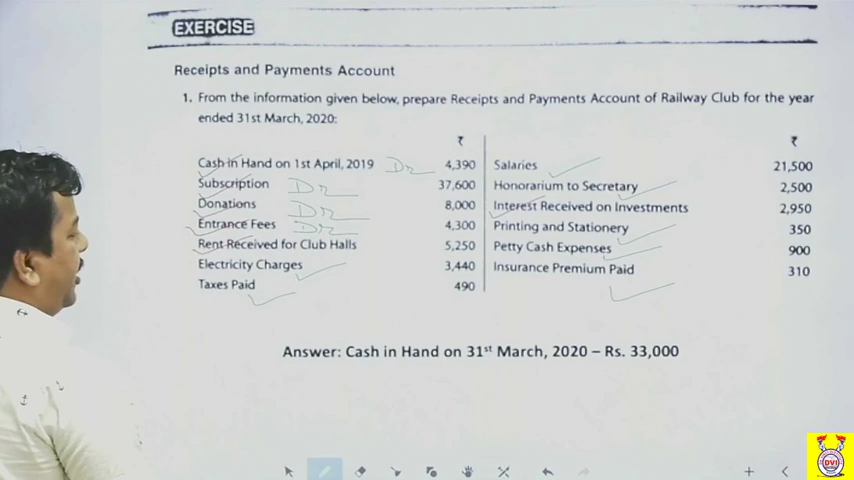 EXERCISE
Receipts and Payments Account
1. From the information given below, prepare Receipts and Payments Account of Railway Club for the year
ended 31st March, 2020:
₹
Cash in Hand on 1st April, 2019 Dr 4,390
Subscription Dr 37,600
Donations Dr 8,000
Entrance Fees Dr 4,300
Rent Received for Club Halls 5,250
Electricity Charges 3,440
Taxes Paid 490
₹
Salaries 21,500
Honorarium to Secretary 2,500
Interest Received on Investments 2,950
Printing and Stationery 350
Petty Cash Expenses 900
Insurance Premium Paid 310
Answer: Cash in Hand on 31st March, 2020 – Rs. 33,000
DVI